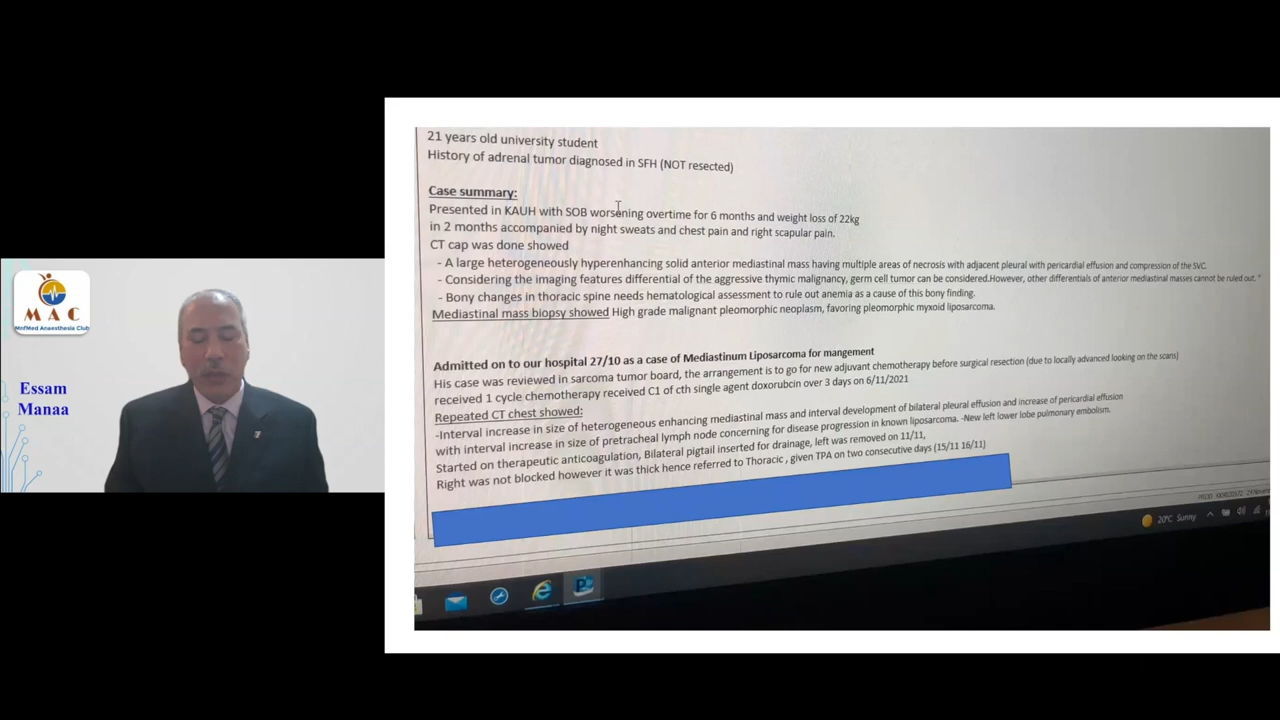 M A C
MnfMed Anaesthesia Club
Essam
Manaa
21 years old university student
History of adrenal tumor diagnosed in SFH (NOT resected)
Case summary:
Presented in KAUH with SOB worsening overtime for 6 months and weight loss of 22kg
in 2 months accompanied by night sweats and chest pain and right scapular pain.
CT cap was done showed
- A large heterogeneously hyperenhancing solid anterior mediastinal mass having multiple areas of necrosis with adjacent pleural with pericardial effusion and compression of the SVC.
- Considering the imaging features differential of the aggressive thymic malignancy, germ cell tumor can be considered.However, other differentials of anterior mediastinal masses cannot be ruled out. "
- Bony changes in thoracic spine needs hematological assessment to rule out anemia as a cause of this bony finding.
Mediastinal mass biopsy showed High grade malignant pleomorphic neoplasm, favoring pleomorphic myxoid liposarcoma.
Admitted on to our hospital 27/10 as a case of Mediastinum Liposarcoma for mangement
His case was reviewed in sarcoma tumor board, the arrangement is to go for new adjuvant chemotherapy before surgical resection (due to locally advanced looking on the scans)
received 1 cycle chemotherapy received C1 of cth single agent doxorubcin over 3 days on 6/11/2021
Repeated CT chest showed:
-Interval increase in size of heterogeneous enhancing mediastinal mass and interval development of bilateral pleural effusion and increase of pericardial effusion
with interval increase in size of pretracheal lymph node concerning for disease progression in known liposarcoma. -New left lower lobe pulmonary embolism.
Started on therapeutic anticoagulation, Bilateral pigtail inserted for drainage, left was removed on 11/11,
Right was not blocked however it was thick hence referred to Thoracic , given TPA on two consecutive days (15/11 16/11)
20°C Sunny